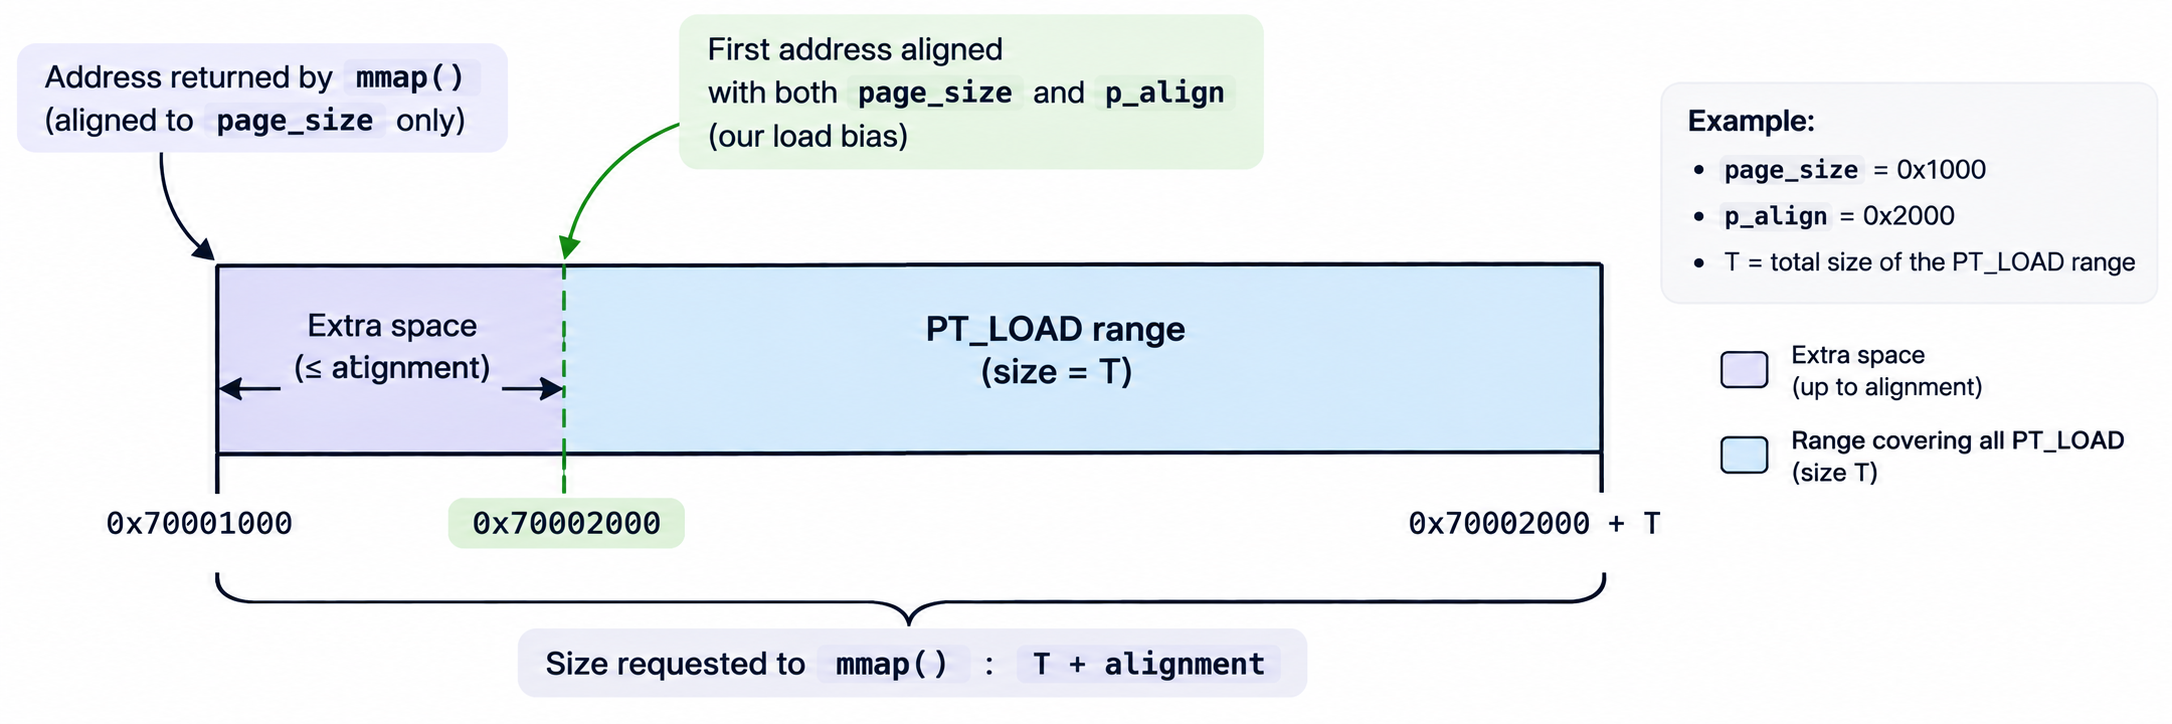 Address returned by mmap()
(aligned to page_size only)
First address aligned
with both page_size and p_align
(our load bias)
Example:
• page_size = 0x1000
• p_align = 0x2000
• T = total size of the PT_LOAD range
Extra space
(≤ atignment)
PT_LOAD range
(size = T)
Extra space
(up to alignment)
Range covering all PT_LOAD
(size T)
0x70001000
0x70002000
0x70002000 + T
Size requested to mmap() : T + alignment